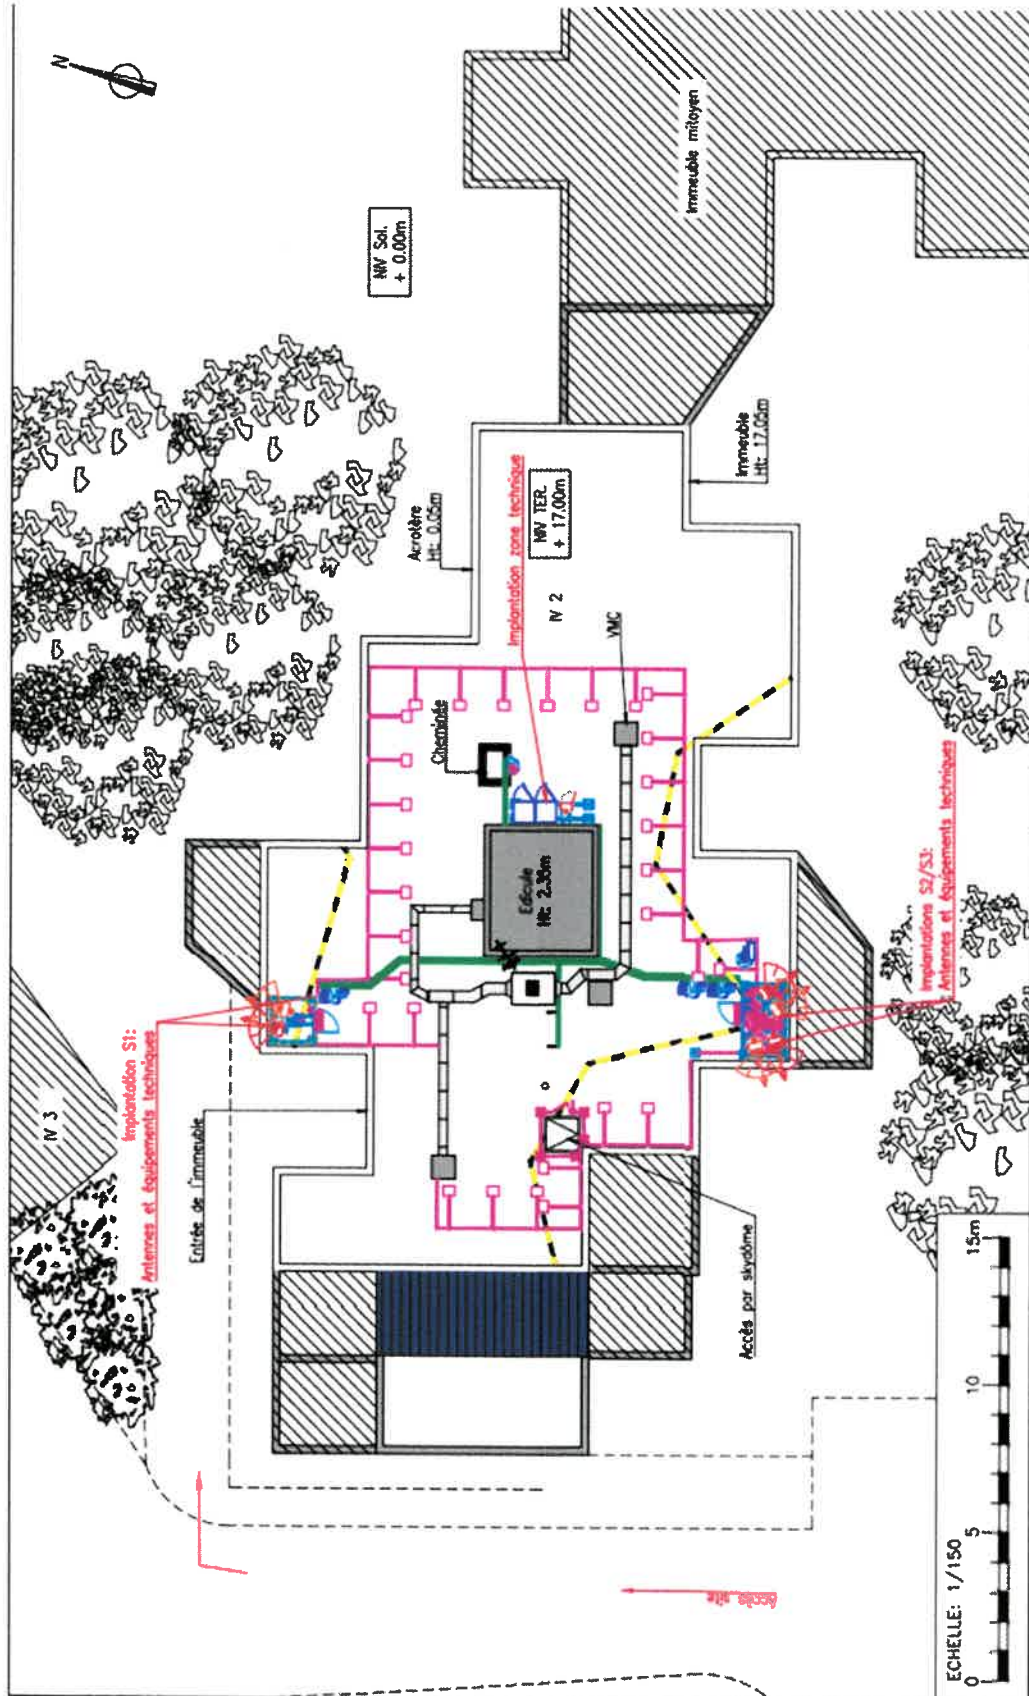 N
NIV Sol.
+ 0.00m
Immeuble mitoyen
Acrotère
Ht: 0.05m
Implantation zone technique
NIV TER.
+ 17.00m
IV 2
Immeuble
Ht: 17.05m
VMC
Cheminée
Edicule
Ht: 2.35m
Implantations S2/S3:
Antennes et équipements techniques
IV 3
Implantation S1:
Antennes et équipements techniques
Entrée de l'immeuble
Accès par skydôme
Accès site
ECHELLE: 1/150
0 5 10 15m